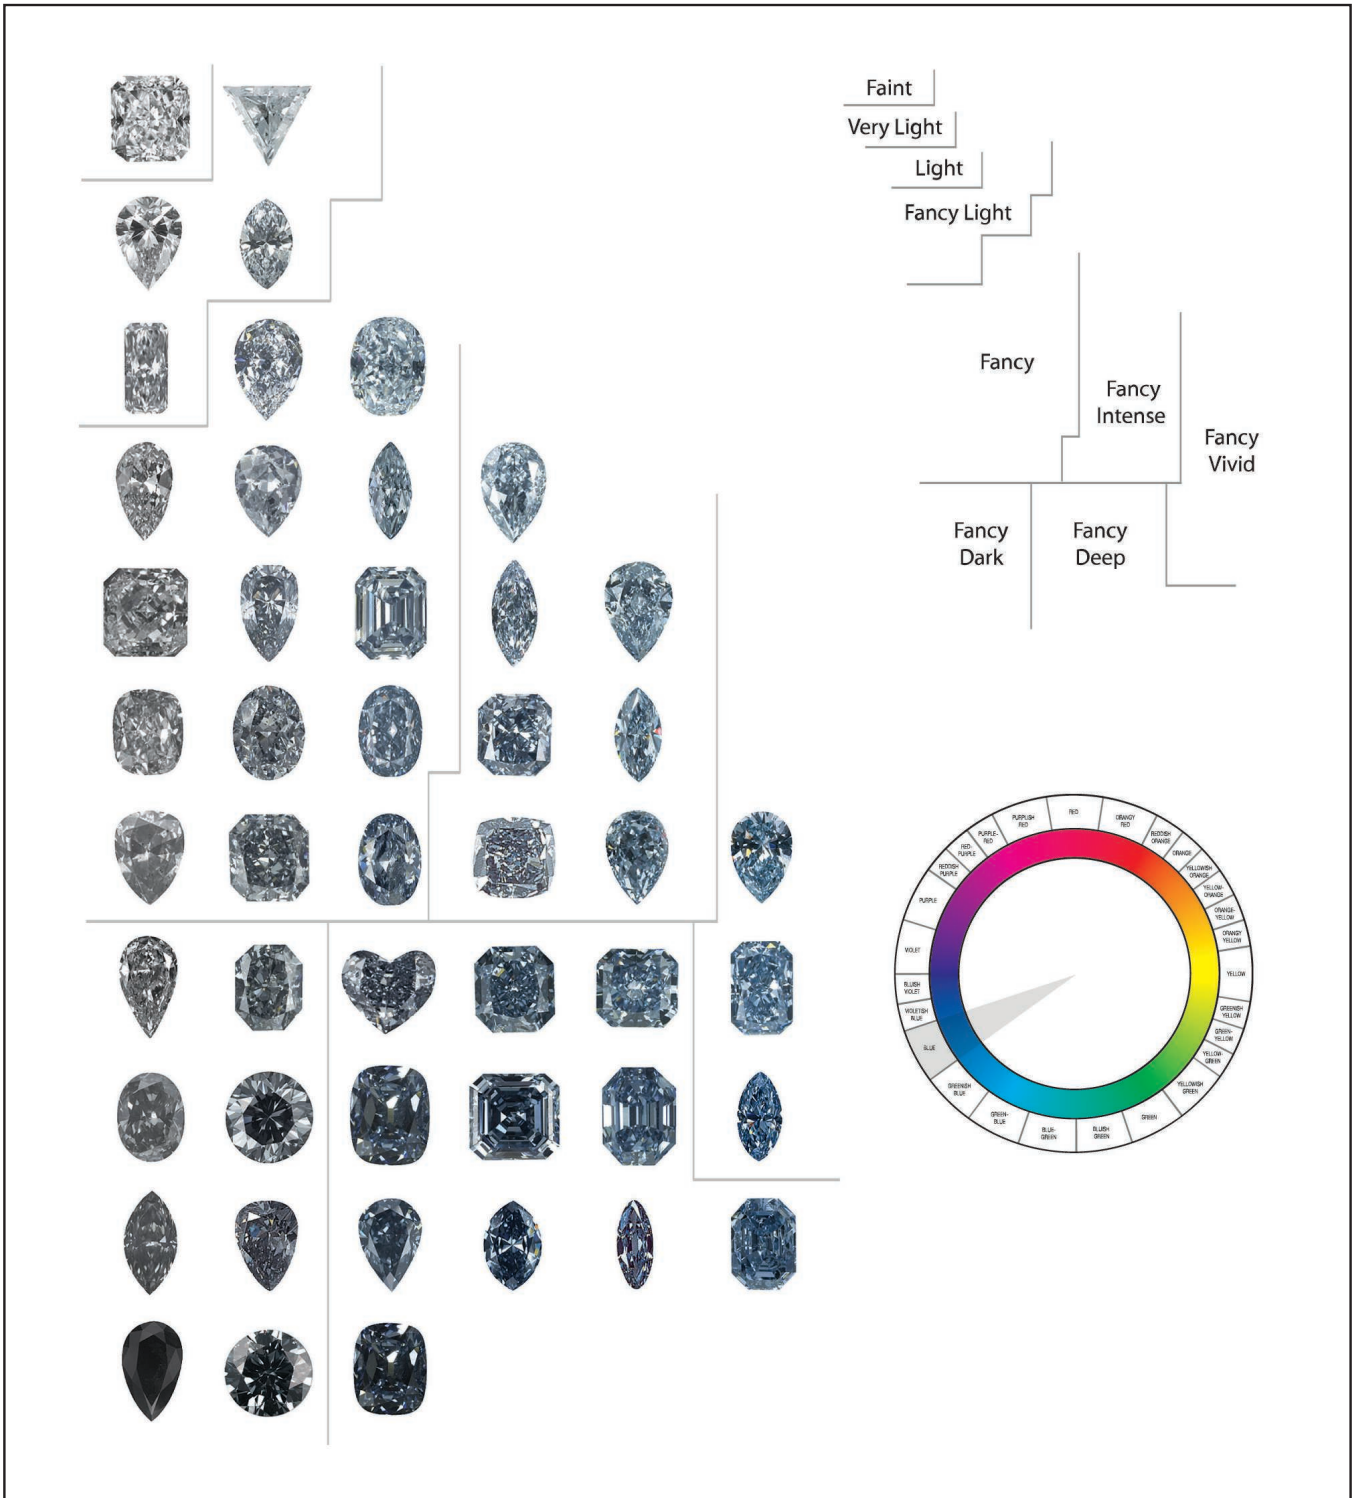 Faint
Very Light
Light
Fancy Light
Fancy
Fancy
Intense
Fancy
Vivid
Fancy
Dark
Fancy
Deep
RED
ORANGY
RED
REDDISH
ORANGE
ORANGE
YELLOWISH
ORANGE
YELLOW-
ORANGE
ORANGE-
YELLOW
ORANGY
YELLOW
YELLOW
GREENISH
YELLOW
GREEN-
YELLOW
YELLOW-
GREEN
YELLOWISH
GREEN
GREEN
BLUISH
GREEN
BLUE-
GREEN
GREEN-
BLUE
GREENISH
BLUE
BLUE
VIOLETISH
BLUE
BLUISH
VIOLET
VIOLET
PURPLE
REDDISH
PURPLE
RED-
PURPLE
PURPLE-
RED
PURPLISH
RED